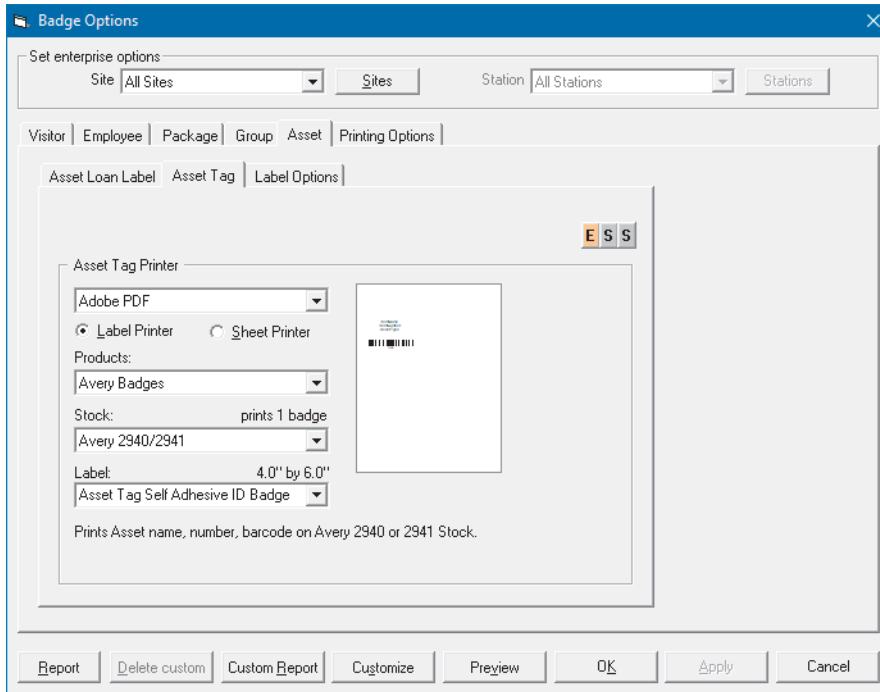 Badge Options
Set enterprise options
Site All Sites Sites Station All Stations Stations
Visitor Employee Package Group Asset Printing Options
Asset Loan Label Asset Tag Label Options
E S S
Asset Tag Printer
Adobe PDF
Label Printer Sheet Printer
Products:
Avery Badges
Stock: prints 1 badge
Avery 2940/2941
Label: 4.0" by 6.0"
Asset Tag Self Adhesive ID Badge
Prints Asset name, number, barcode on Avery 2940 or 2941 Stock.
Report Delete custom Custom Report Customize Preview OK Apply Cancel